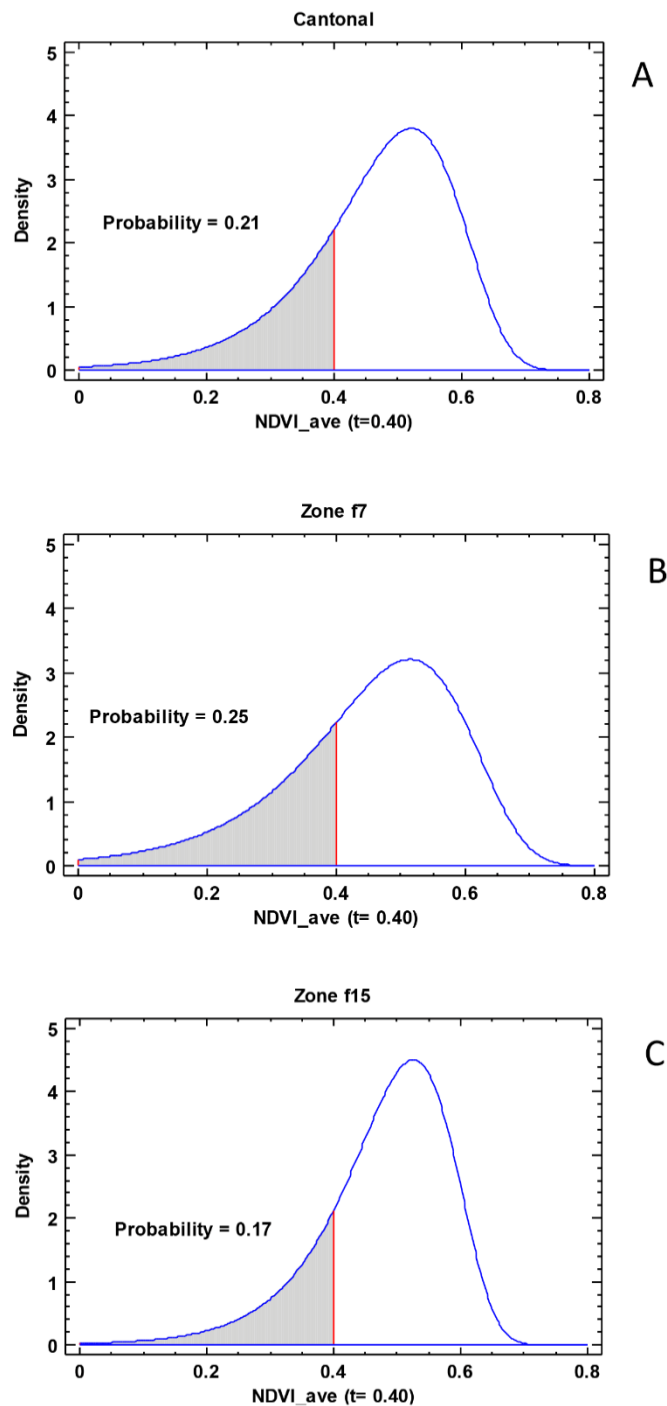 Cantonal
A
5
4
3
2
1
0
Density
Probability = 0.21
0 0.2 0.4 0.6 0.8
NDVI_ave (t=0.40)
Zone f7
B
5
4
3
2
1
0
Density
Probability = 0.25
0 0.2 0.4 0.6 0.8
NDVI_ave (t= 0.40)
Zone f15
C
5
4
3
2
1
0
Density
Probability = 0.17
0 0.2 0.4 0.6 0.8
NDVI_ave (t= 0.40)